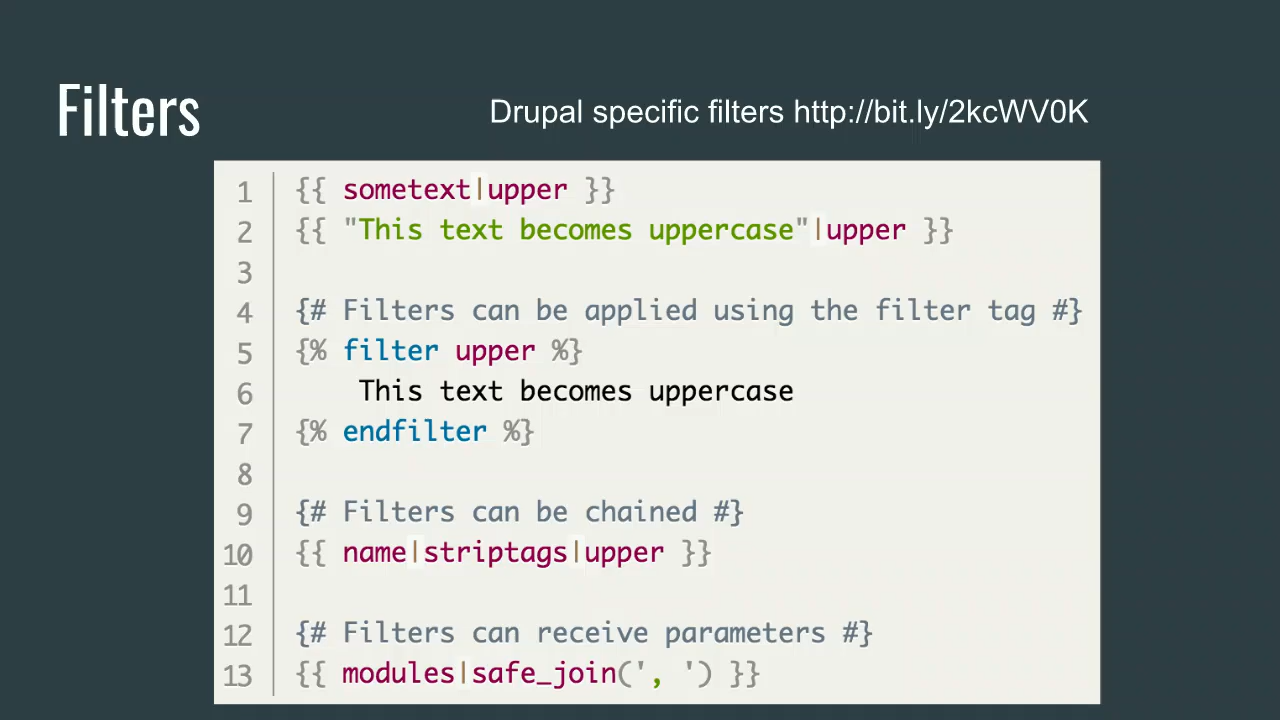 Filters
Drupal specific filters http://bit.ly/2kcWV0K
1 {{ sometext|upper }}
2 {{ "This text becomes uppercase"|upper }}
3
4 {# Filters can be applied using the filter tag #}
5 {% filter upper %}
6 This text becomes uppercase
7 {% endfilter %}
8
9 {# Filters can be chained #}
10 {{ name|striptags|upper }}
11
12 {# Filters can receive parameters #}
13 {{ modules|safe_join(', ') }}